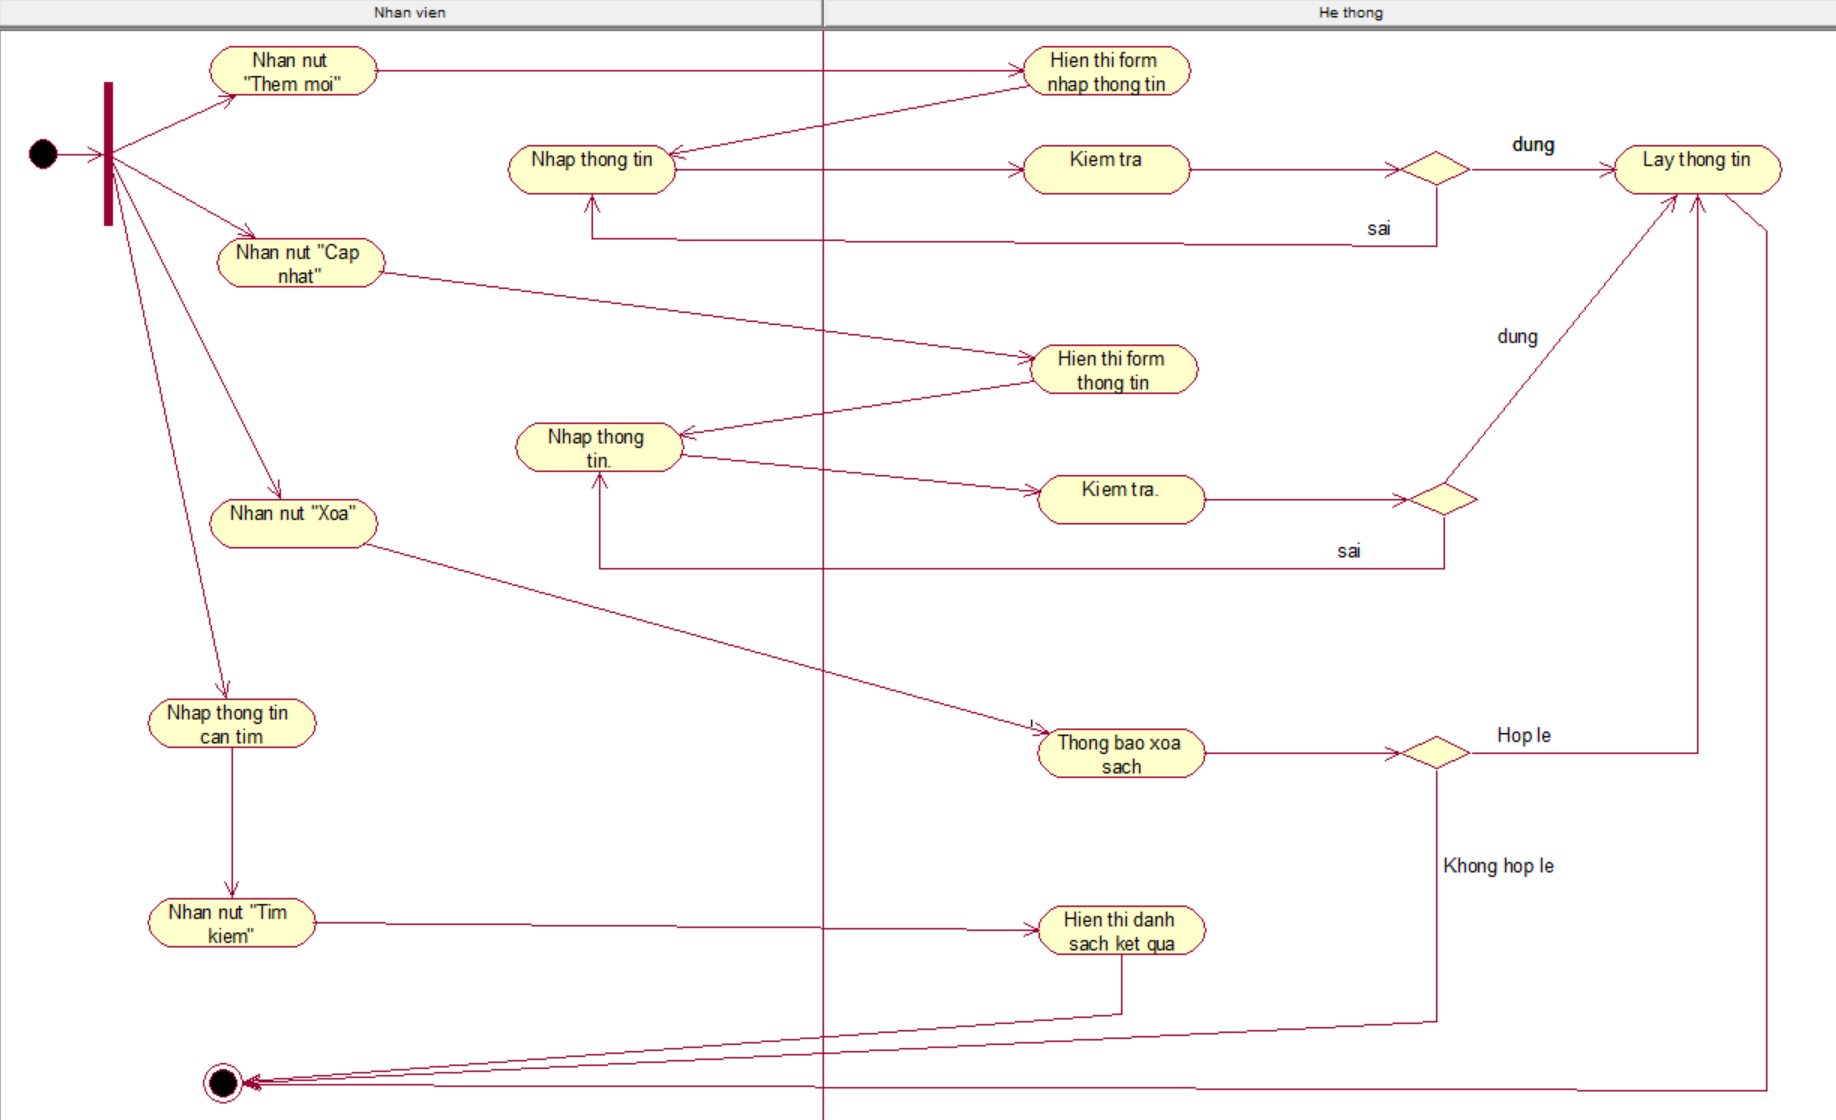 Nhan vien
He thong
Nhan nut
"Them moi"
Hien thi form
nhap thong tin
Nhap thong tin
Kiem tra
dung
Lay thong tin
sai
Nhan nut "Cap
nhat"
dung
Hien thi form
thong tin
Nhap thong
tin.
Kiem tra.
Nhan nut "Xoa"
sai
Nhap thong tin
can tim
Thong bao xoa
sach
Hop le
Khong hop le
Nhan nut "Tim
kiem"
Hien thi danh
sach ket qua